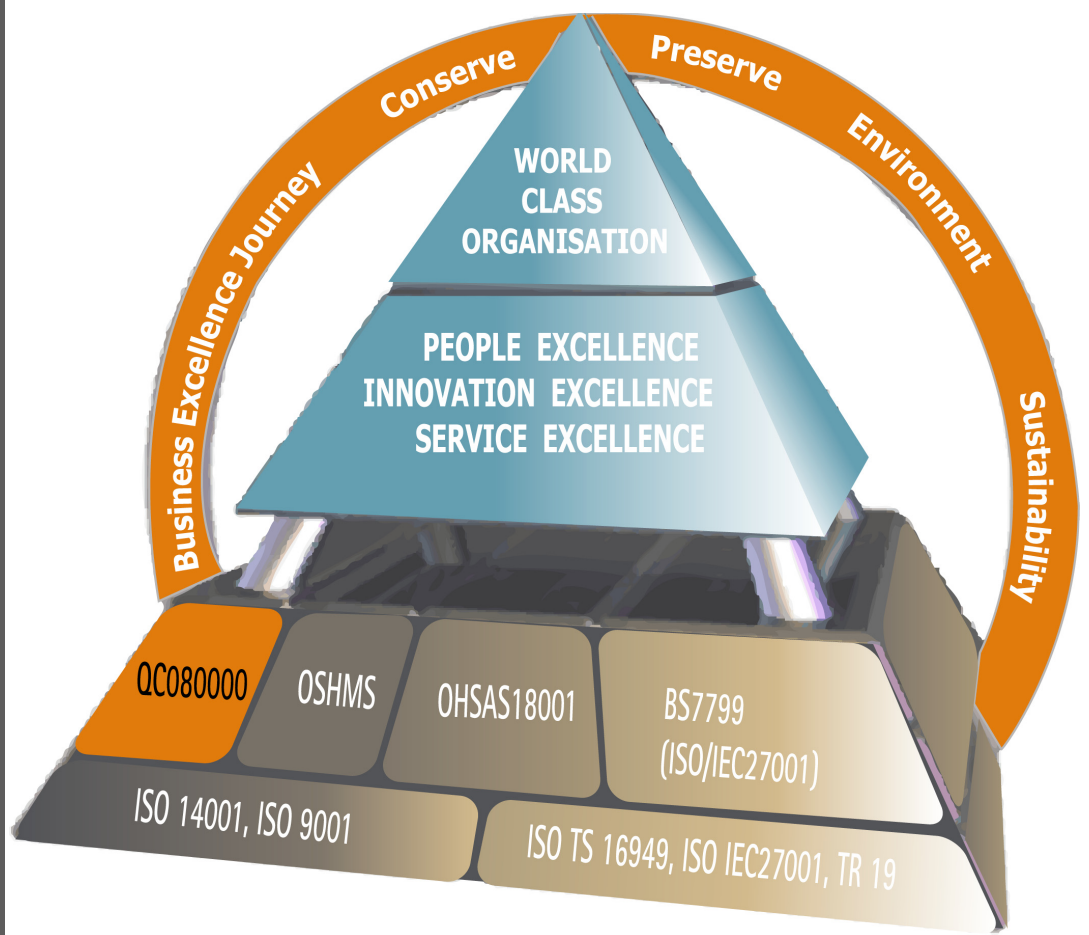 Business Excellence Journey
Conserve
Preserve
Environment
Sustainability
WORLD
CLASS
ORGANISATION
PEOPLE EXCELLENCE
INNOVATION EXCELLENCE
SERVICE EXCELLENCE
QC080000
OSHMS
OHSAS18001
BS7799
(ISO/IEC27001)
ISO 14001, ISO 9001
ISO TS 16949, ISO IEC27001, TR 19